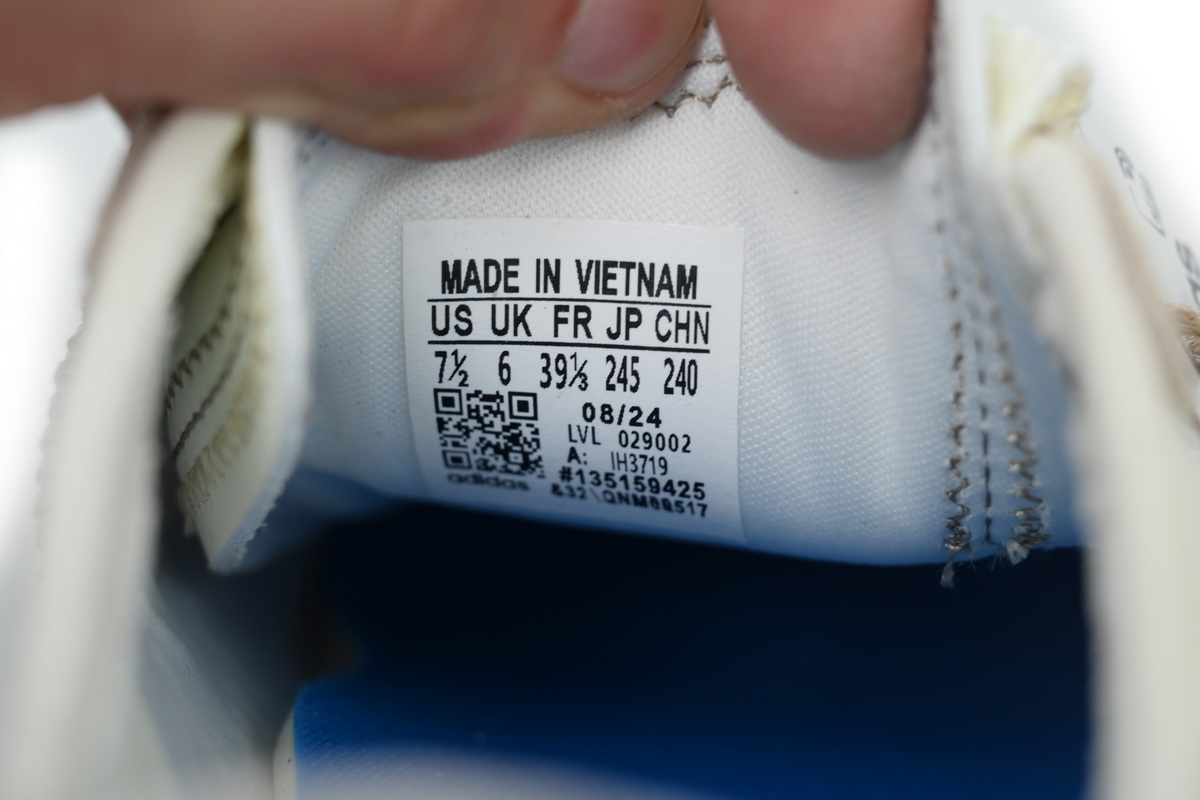 MADE IN VIETNAM
US UK FR JP CHN
7½ 6 39⅓ 245 240
08/24
LVL 029002
A: IH3719
#135159425
adidas